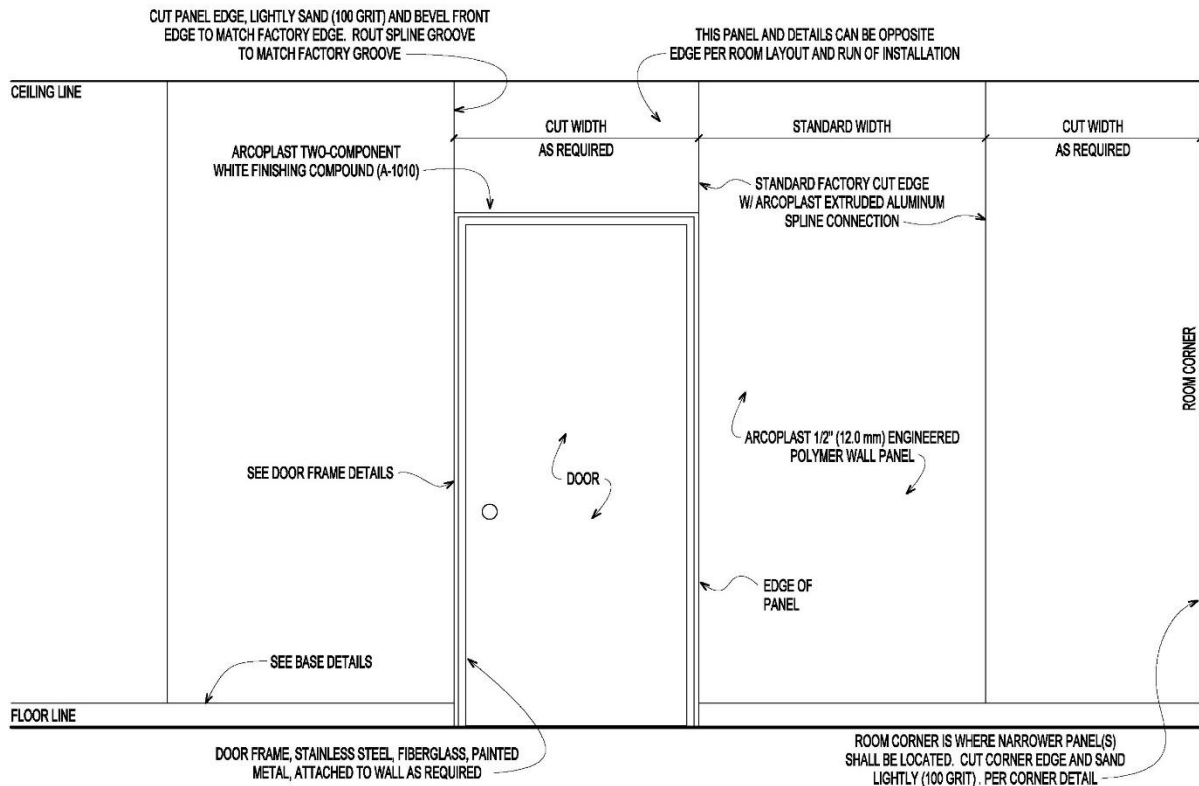 CUT PANEL EDGE, LIGHTLY SAND (100 GRIT) AND BEVEL FRONT
EDGE TO MATCH FACTORY EDGE. ROUT SPLINE GROOVE
TO MATCH FACTORY GROOVE
THIS PANEL AND DETAILS CAN BE OPPOSITE
EDGE PER ROOM LAYOUT AND RUN OF INSTALLATION
CEILING LINE
CUT WIDTH
AS REQUIRED
STANDARD WIDTH
CUT WIDTH
AS REQUIRED
ARCOPLAST TWO-COMPONENT
WHITE FINISHING COMPOUND (A-1010)
STANDARD FACTORY CUT EDGE
W/ ARCOPLAST EXTRUDED ALUMINUM
SPLINE CONNECTION
ROOM CORNER
ARCOPLAST 1/2" (12.0 mm) ENGINEERED
POLYMER WALL PANEL
SEE DOOR FRAME DETAILS
DOOR
EDGE OF
PANEL
SEE BASE DETAILS
FLOOR LINE
DOOR FRAME, STAINLESS STEEL, FIBERGLASS, PAINTED
METAL, ATTACHED TO WALL AS REQUIRED
ROOM CORNER IS WHERE NARROWER PANEL(S)
SHALL BE LOCATED. CUT CORNER EDGE AND SAND
LIGHTLY (100 GRIT) . PER CORNER DETAIL